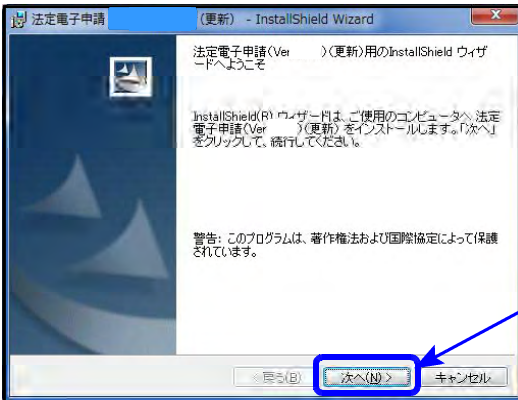 法定電子申請 (更新) - InstallShield Wizard
法定電子申請(Ver )(更新)用のInstallShield ウィザ
ードへようこそ
InstallShield(R) ウィザードは、ご使用のコンピュータへ 法定
電子申請(Ver )(更新) をインストールします。「次へ」
をクリックして、続行してください。
警告: このプログラムは、著作権法および国際協定によって保護
されています。
< 戻る(B) 次へ(N) > キャンセル